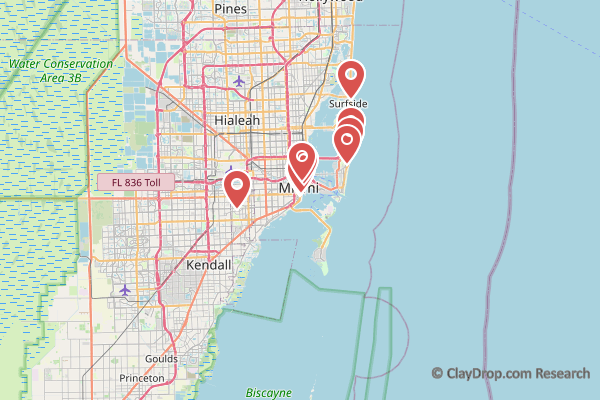 Pines
Hollywood
Water Conservation
Area 3B
Surfside
Hialeah
FL 836 Toll
Miami
Kendall
Goulds
Princeton
Biscayne
© ClayDrop.com Research